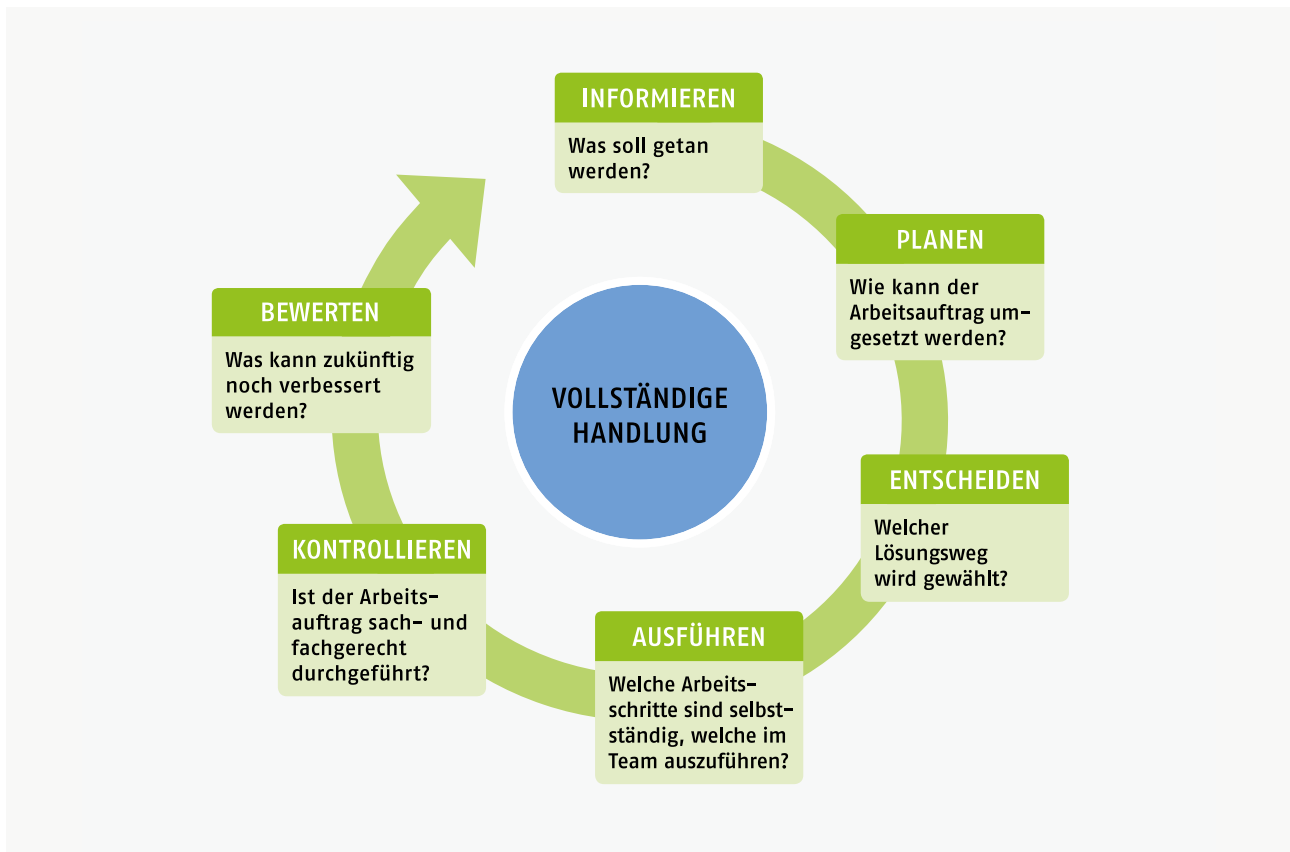 INFORMIEREN
Was soll getan
werden?
PLANEN
Wie kann der
Arbeitsauftrag um-
gesetzt werden?
ENTSCHEIDEN
Welcher
Lösungsweg
wird gewählt?
AUSFÜHREN
Welche Arbeits-
schritte sind selbst-
ständig, welche im
Team auszuführen?
KONTROLLIEREN
Ist der Arbeits-
auftrag sach- und
fachgerecht
durchgeführt?
BEWERTEN
Was kann zukünftig
noch verbessert
werden?
VOLLSTÄNDIGE
HANDLUNG